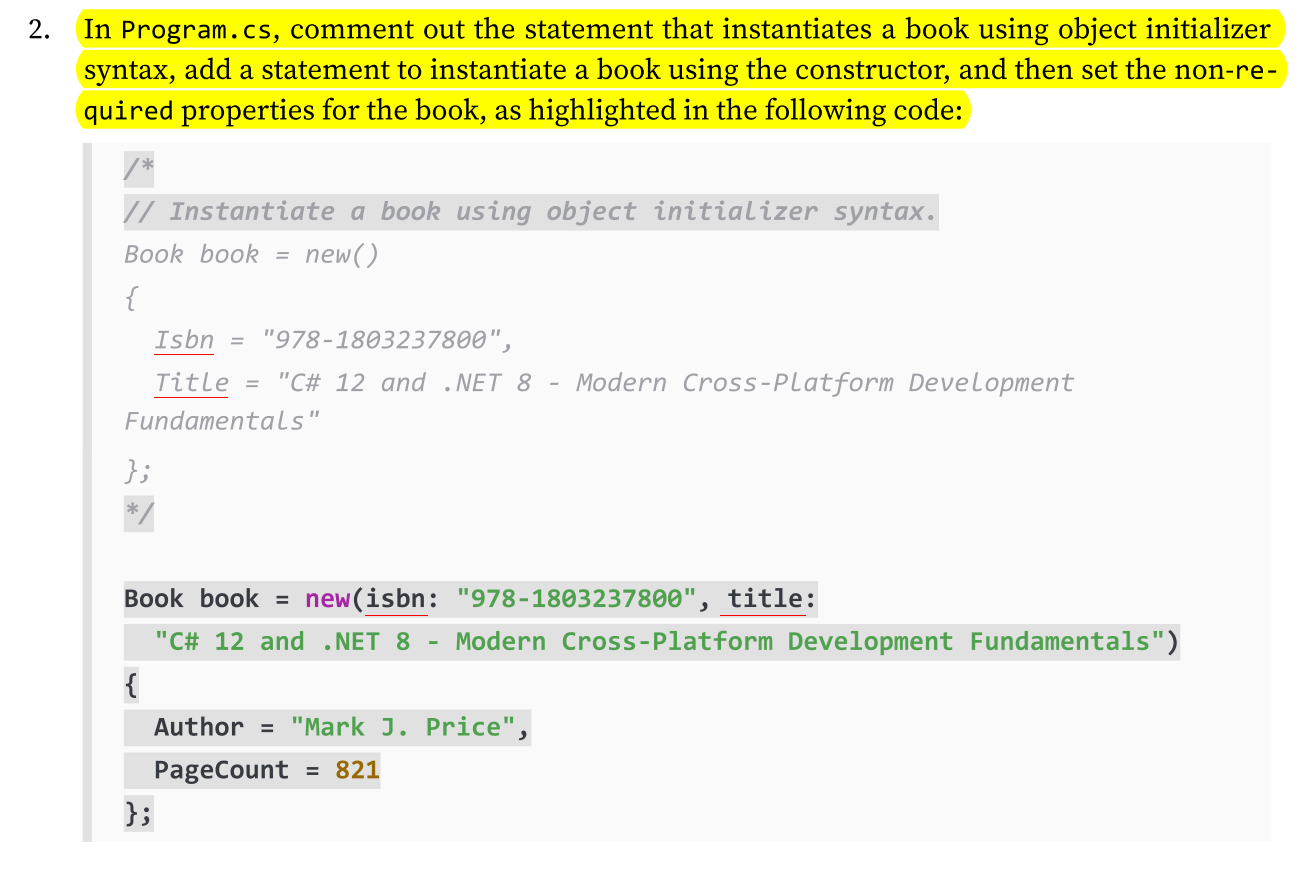 2. In Program.cs, comment out the statement that instantiates a book using object initializer
syntax, add a statement to instantiate a book using the constructor, and then set the non-re-
quired properties for the book, as highlighted in the following code:
/*
// Instantiate a book using object initializer syntax.
Book book = new()
{
  Isbn = "978-1803237800",
  Title = "C# 12 and .NET 8 - Modern Cross-Platform Development
Fundamentals"
};
*/
Book book = new(isbn: "978-1803237800", title:
  "C# 12 and .NET 8 - Modern Cross-Platform Development Fundamentals")
{
  Author = "Mark J. Price",
  PageCount = 821
};